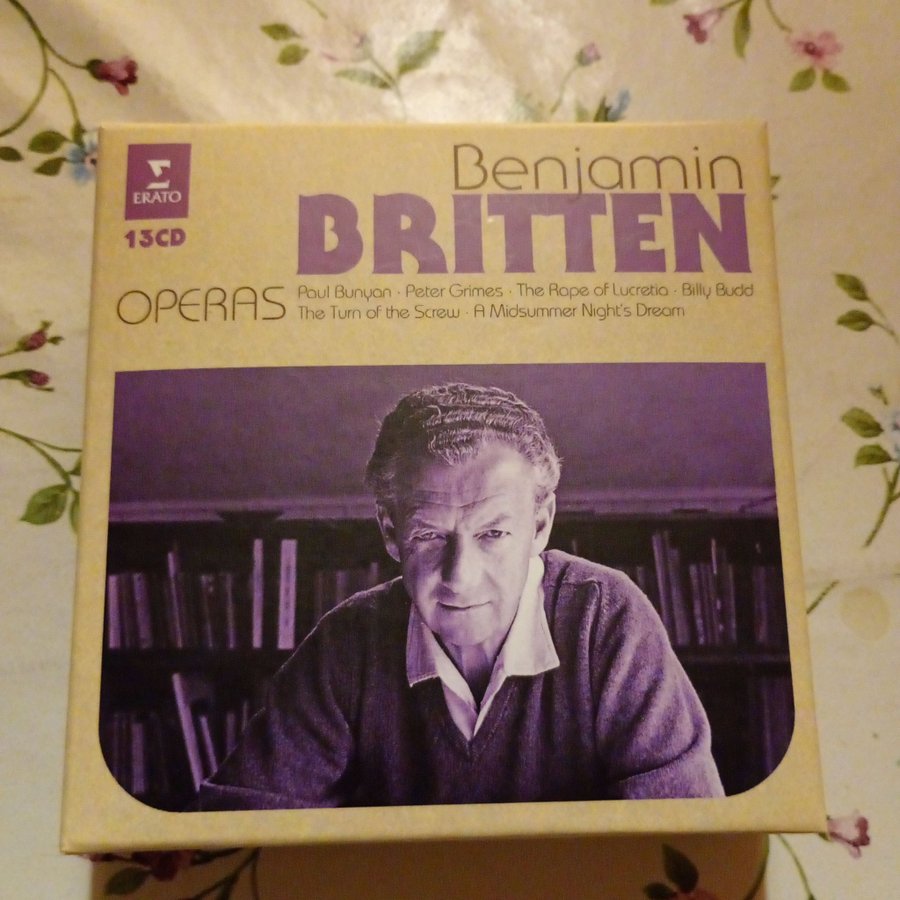 ERATO
13CD
Benjamin
BRITTEN
OPERAS
Paul Bunyan · Peter Grimes · The Rape of Lucretia · Billy Budd
The Turn of the Screw · A Midsummer Night's Dream